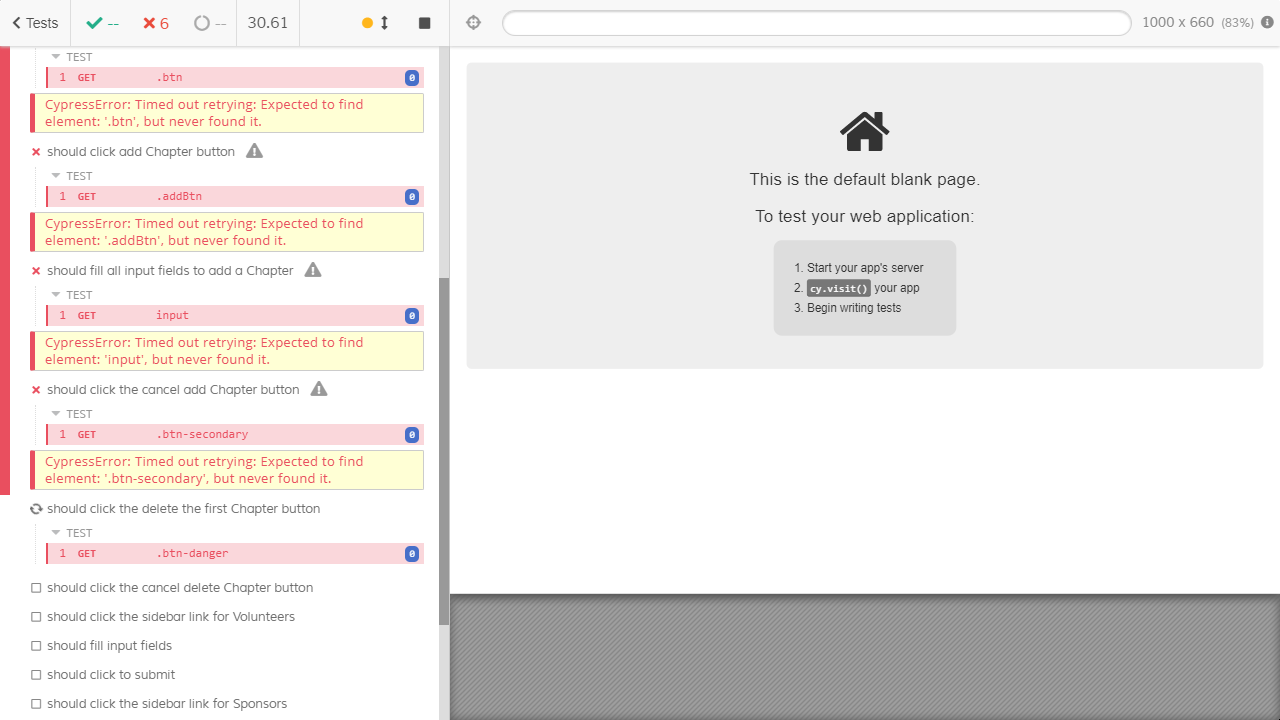 Tests
--
6
--
30.61
1000 x 660 (83%)
TEST
1 GET .btn 0
CypressError: Timed out retrying: Expected to find
element: '.btn', but never found it.
should click add Chapter button
TEST
1 GET .addBtn 0
CypressError: Timed out retrying: Expected to find
element: '.addBtn', but never found it.
should fill all input fields to add a Chapter
TEST
1 GET input 0
CypressError: Timed out retrying: Expected to find
element: 'input', but never found it.
should click the cancel add Chapter button
TEST
1 GET .btn-secondary 0
CypressError: Timed out retrying: Expected to find
element: '.btn-secondary', but never found it.
should click the delete the first Chapter button
TEST
1 GET .btn-danger 0
should click the cancel delete Chapter button
should click the sidebar link for Volunteers
should fill input fields
should click to submit
should click the sidebar link for Sponsors
This is the default blank page.
To test your web application:
1. Start your app's server
2. cy.visit() your app
3. Begin writing tests